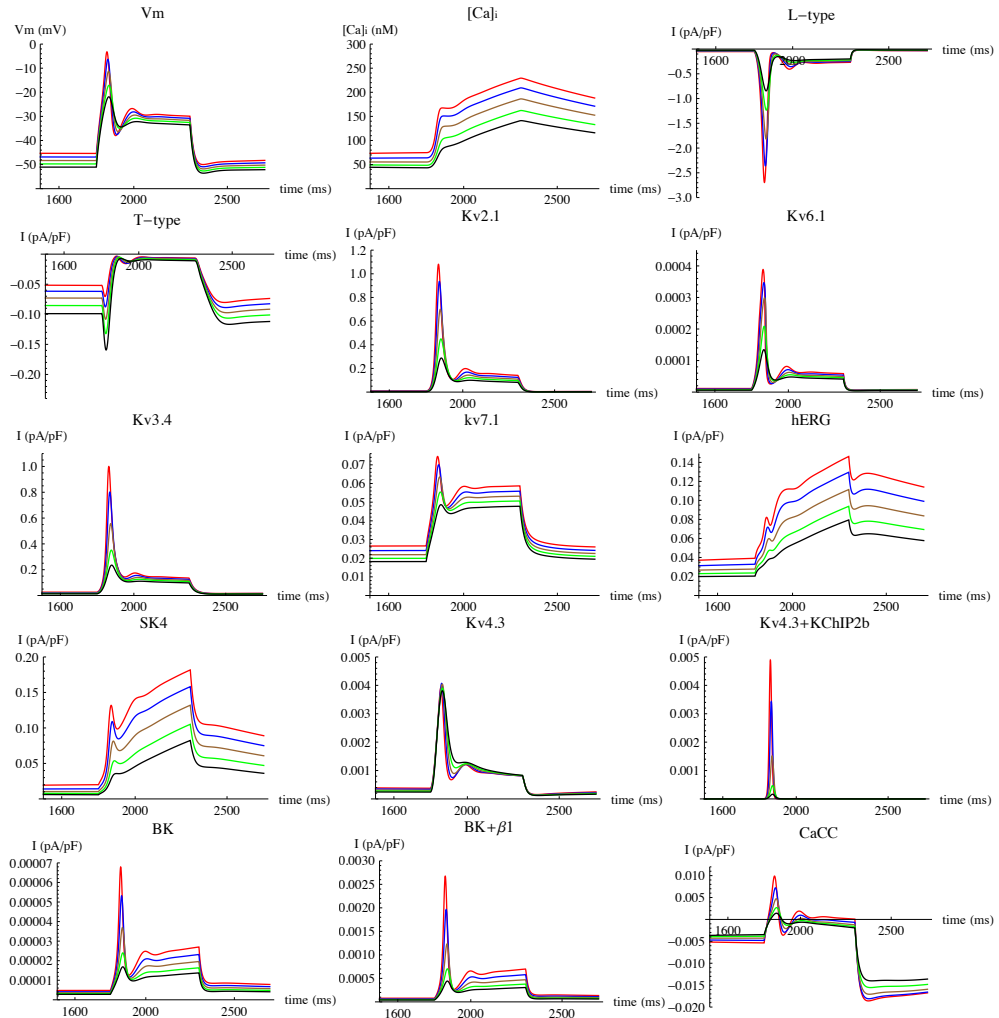 Vm
Vm (mV)
0
−10
−20
−30
−40
−50
1600
2000
2500
time (ms)
[Ca]i
[Ca]i (nM)
300
250
200
150
100
50
0
1600
2000
2500
time (ms)
L−type
I (pA/pF)
1600
2000
2500
time (ms)
−0.5
−1.0
−1.5
−2.0
−2.5
−3.0
T−type
I (pA/pF)
1600
2000
2500
time (ms)
−0.05
−0.10
−0.15
−0.20
Kv2.1
I (pA/pF)
1.2
1.0
0.8
0.6
0.4
0.2
1600
2000
2500
time (ms)
Kv6.1
I (pA/pF)
0.0004
0.0003
0.0002
0.0001
1600
2000
2500
time (ms)
Kv3.4
I (pA/pF)
1.0
0.8
0.6
0.4
0.2
1600
2000
2500
time (ms)
kv7.1
I (pA/pF)
0.07
0.06
0.05
0.04
0.03
0.02
0.01
1600
2000
2500
time (ms)
hERG
I (pA/pF)
0.14
0.12
0.10
0.08
0.06
0.04
0.02
1600
2000
2500
time (ms)
SK4
I (pA/pF)
0.20
0.15
0.10
0.05
1600
2000
2500
time (ms)
Kv4.3
I (pA/pF)
0.005
0.004
0.003
0.002
0.001
1600
2000
2500
time (ms)
Kv4.3+KChIP2b
I (pA/pF)
0.005
0.004
0.003
0.002
0.001
1600
2000
2500
time (ms)
BK
I (pA/pF)
0.00007
0.00006
0.00005
0.00004
0.00003
0.00002
0.00001
1600
2000
2500
time (ms)
BK+β1
I (pA/pF)
0.0030
0.0025
0.0020
0.0015
0.0010
0.0005
1600
2000
2500
time (ms)
CaCC
I (pA/pF)
0.010
0.005
1600
2000
2500
time (ms)
−0.005
−0.010
−0.015
−0.020